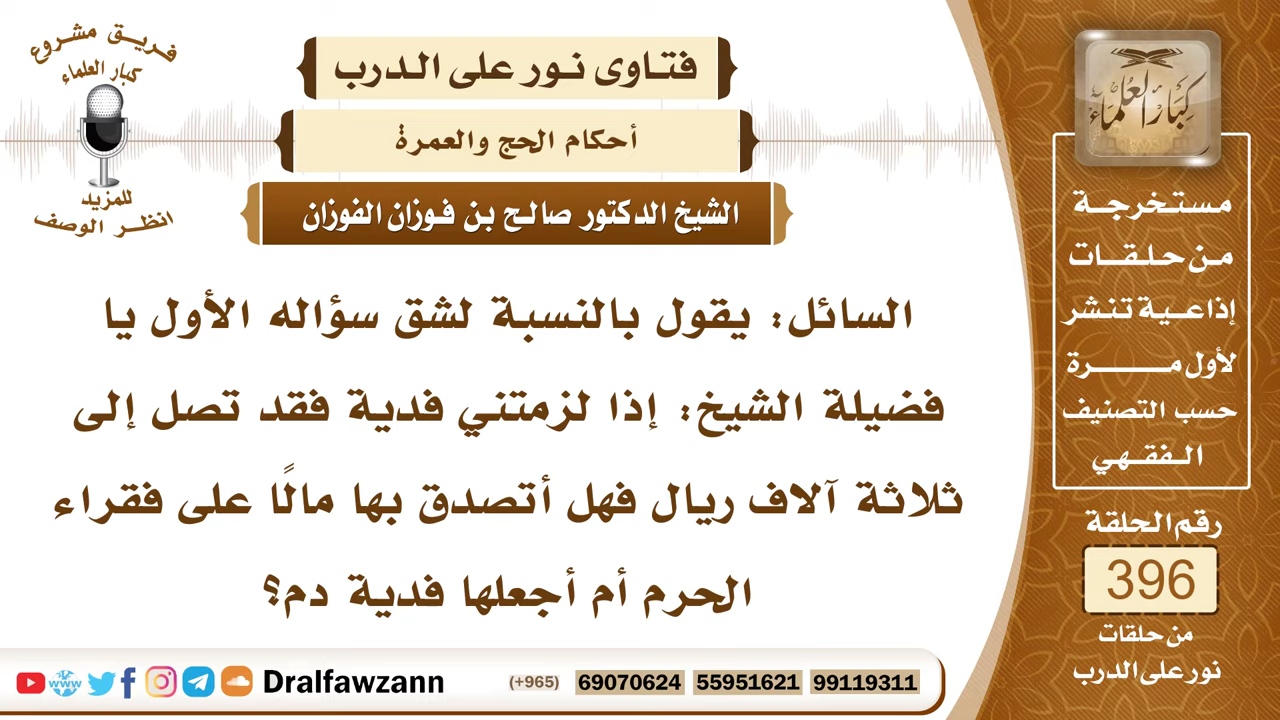 فريق مشروع
كبار العلماء
للمزيد
انظر الوصف
فتاوى نور على الدرب
أحكام الحج والعمرة
الشيخ الدكتور صالح بن فوزان الفوزان
السائل: يقول بالنسبة لشق سؤاله الأول يا
فضيلة الشيخ: إذا لزمتني فدية فقد تصل إلى
ثلاثة آلاف ريال فهل أتصدق بها مالًا على فقراء
الحرم أم أجعلها فدية دم؟
كبار العلماء
مستخرجة
من حلقات
إذاعية تنشر
لأول مرة
حسب التصنيف
الفقهي
رقم الحلقة
396
من حلقات
نور على الدرب
www
Dralfawzann (+965) 69070624 55951621 99119311